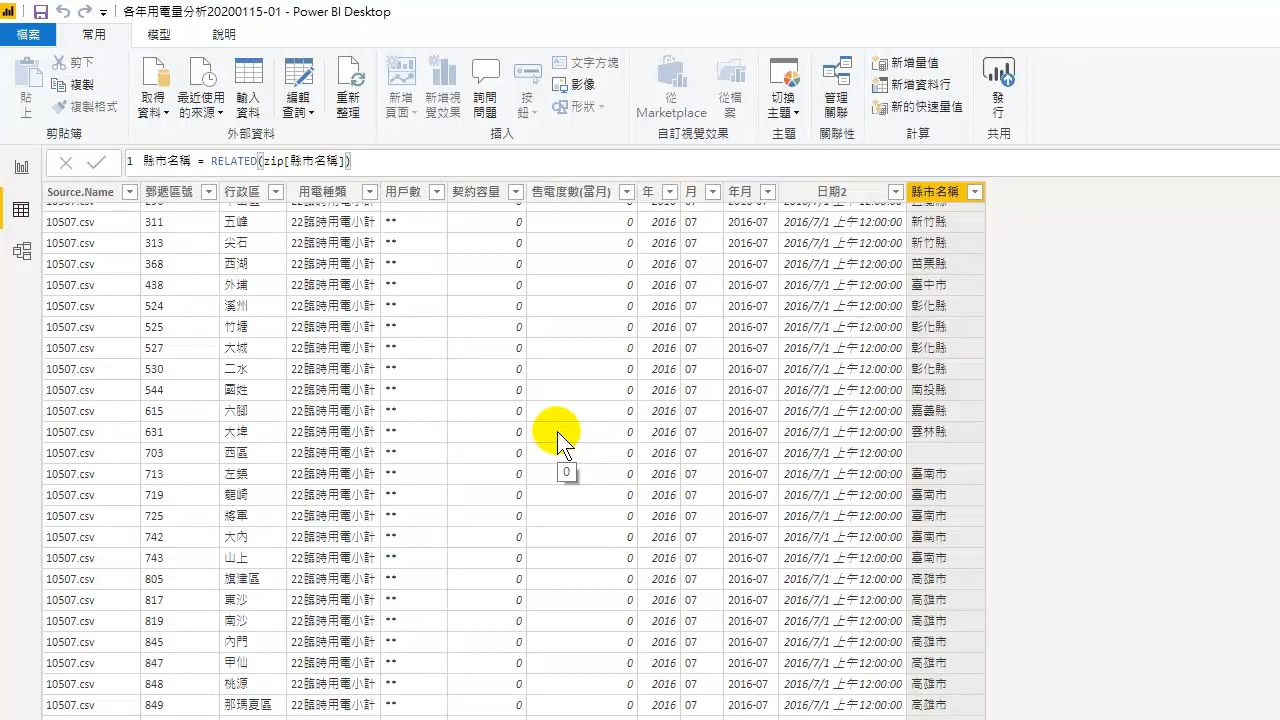 各年用電量分析20200115-01 - Power BI Desktop
檔案 常用 模型 說明
貼上 剪下 複製 複製格式 剪貼簿
取得資料 最近使用的來源 輸入資料 編輯查詢 重新整理 外部資料
新增頁面 新增視覺效果 詢問問題 按鈕 文字方塊 影像 形狀 插入
從 Marketplace 從檔案 自訂視覺效果
切換主題 主題
管理關聯 關聯性
新增量值 新增資料行 新的快速量值 計算
發行 共用
1 縣市名稱 = RELATED(zip[縣市名稱])
Source.Name 郵遞區號 行政區 用電種類 用戶數 契約容量 售電度數(當月) 年 月 年月 日期2 縣市名稱
10507.csv 311 五峰 22臨時用電小計 ** 0 0 2016 07 2016-07 2016/7/1 上午12:00:00 新竹縣
10507.csv 313 尖石 22臨時用電小計 ** 0 0 2016 07 2016-07 2016/7/1 上午12:00:00 新竹縣
10507.csv 368 西湖 22臨時用電小計 ** 0 0 2016 07 2016-07 2016/7/1 上午12:00:00 苗栗縣
10507.csv 438 外埔 22臨時用電小計 ** 0 0 2016 07 2016-07 2016/7/1 上午12:00:00 臺中市
10507.csv 524 溪州 22臨時用電小計 ** 0 0 2016 07 2016-07 2016/7/1 上午12:00:00 彰化縣
10507.csv 525 竹塘 22臨時用電小計 ** 0 0 2016 07 2016-07 2016/7/1 上午12:00:00 彰化縣
10507.csv 527 大城 22臨時用電小計 ** 0 0 2016 07 2016-07 2016/7/1 上午12:00:00 彰化縣
10507.csv 530 二水 22臨時用電小計 ** 0 0 2016 07 2016-07 2016/7/1 上午12:00:00 彰化縣
10507.csv 544 國姓 22臨時用電小計 ** 0 0 2016 07 2016-07 2016/7/1 上午12:00:00 南投縣
10507.csv 615 六腳 22臨時用電小計 ** 0 0 2016 07 2016-07 2016/7/1 上午12:00:00 嘉義縣
10507.csv 631 大埤 22臨時用電小計 ** 0 0 2016 07 2016-07 2016/7/1 上午12:00:00 雲林縣
10507.csv 703 西區 22臨時用電小計 ** 0 0 2016 07 2016-07 2016/7/1 上午12:00:00
0
10507.csv 713 左鎮 22臨時用電小計 ** 0 0 2016 07 2016-07 2016/7/1 上午12:00:00 臺南市
10507.csv 719 龍崎 22臨時用電小計 ** 0 0 2016 07 2016-07 2016/7/1 上午12:00:00 臺南市
10507.csv 725 將軍 22臨時用電小計 ** 0 0 2016 07 2016-07 2016/7/1 上午12:00:00 臺南市
10507.csv 742 大內 22臨時用電小計 ** 0 0 2016 07 2016-07 2016/7/1 上午12:00:00 臺南市
10507.csv 743 山上 22臨時用電小計 ** 0 0 2016 07 2016-07 2016/7/1 上午12:00:00 臺南市
10507.csv 805 旗津區 22臨時用電小計 ** 0 0 2016 07 2016-07 2016/7/1 上午12:00:00 高雄市
10507.csv 817 東沙 22臨時用電小計 ** 0 0 2016 07 2016-07 2016/7/1 上午12:00:00 高雄市
10507.csv 819 南沙 22臨時用電小計 ** 0 0 2016 07 2016-07 2016/7/1 上午12:00:00 高雄市
10507.csv 845 內門 22臨時用電小計 ** 0 0 2016 07 2016-07 2016/7/1 上午12:00:00 高雄市
10507.csv 847 甲仙 22臨時用電小計 ** 0 0 2016 07 2016-07 2016/7/1 上午12:00:00 高雄市
10507.csv 848 桃源 22臨時用電小計 ** 0 0 2016 07 2016-07 2016/7/1 上午12:00:00 高雄市
10507.csv 849 那瑪夏區 22臨時用電小計 ** 0 0 2016 07 2016-07 2016/7/1 上午12:00:00 高雄市